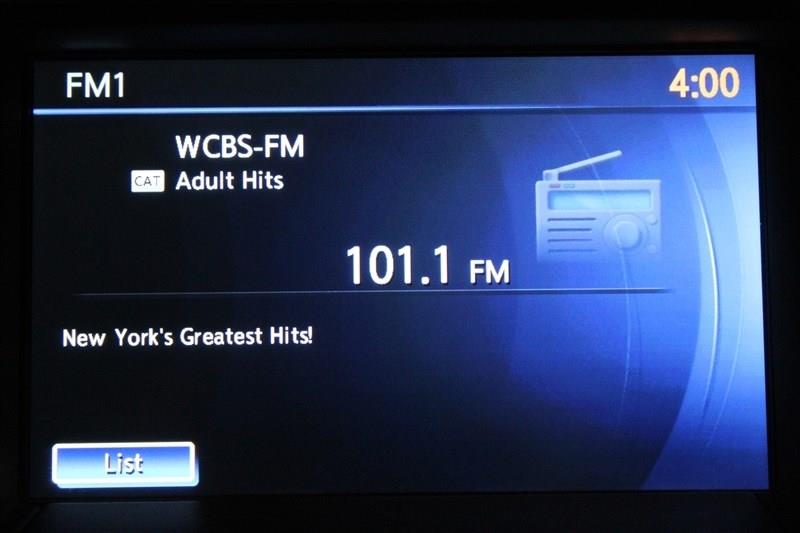 FM1 4:00
WCBS-FM
CAT Adult Hits
101.1 FM
New York's Greatest Hits!
List